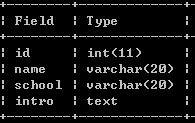 +--------+-------------+
| Field  | Type        |
+--------+-------------+
| id     | int(11)     |
| name   | varchar(20) |
| school | varchar(20) |
| intro  | text        |
+--------+-------------+